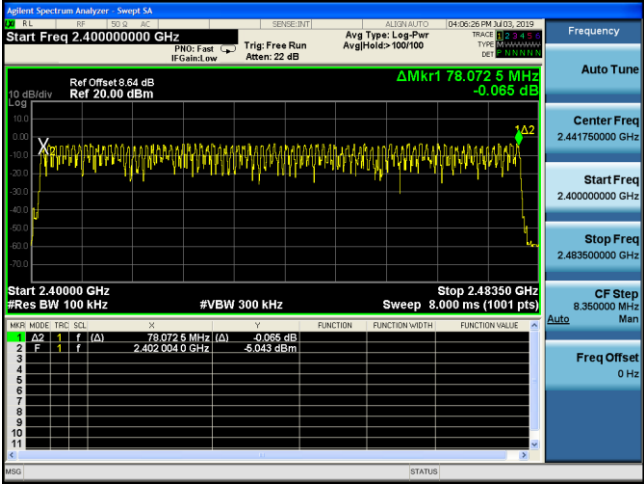 Agilent Spectrum Analyzer - Swept SA
RL RF 50 Ω AC SENSE:INT ALIGN AUTO 04:06:26 PM Jul 03, 2019
Start Freq 2.400000000 GHz
PNO: Fast
IFGain:Low
Trig: Free Run
Atten: 22 dB
Avg Type: Log-Pwr
Avg|Hold:> 100/100
TRACE 1 2 3 4 5 6
TYPE MWWWWW
DET P NNNNN
Frequency
Auto Tune
Center Freq
2.441750000 GHz
Start Freq
2.400000000 GHz
Stop Freq
2.483500000 GHz
CF Step
8.350000 MHz
Auto Man
Freq Offset
0 Hz
Ref Offset 8.64 dB
Ref 20.00 dBm
10 dB/div
Log
ΔMkr1 78.072 5 MHz
-0.065 dB
10.0
0.00
-10.0
-20.0
-30.0
-40.0
-50.0
-60.0
-70.0
X
1Δ2
Start 2.40000 GHz Stop 2.48350 GHz
#Res BW 100 kHz #VBW 300 kHz Sweep 8.000 ms (1001 pts)
MKR MODE TRC SCL X Y FUNCTION FUNCTION WIDTH FUNCTION VALUE
1 Δ2 1 f (Δ) 78.072 5 MHz (Δ) -0.065 dB
2 F 1 f 2.402 004 0 GHz -5.043 dBm
3
4
5
6
7
8
9
10
11
MSG STATUS